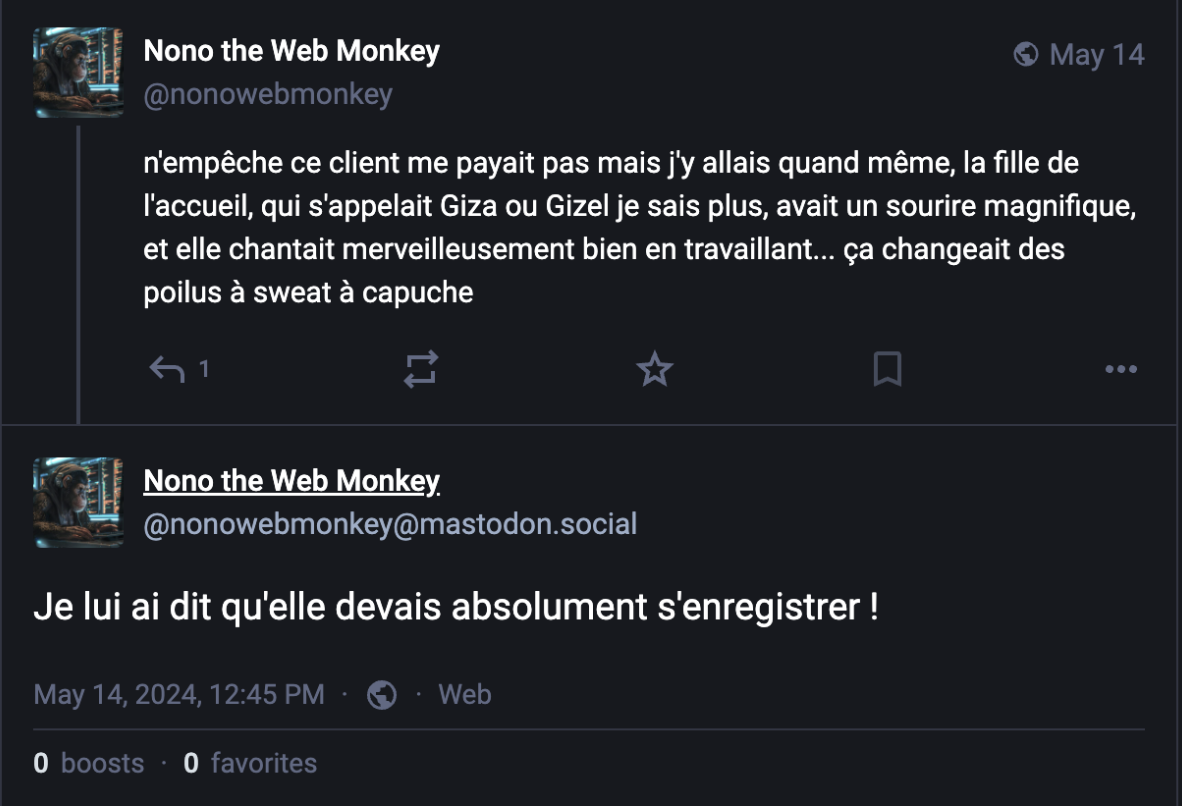 Nono the Web Monkey
May 14
@nonowebmonkey
n'empêche ce client me payait pas mais j'y allais quand même, la fille de
l'accueil, qui s'appelait Giza ou Gizel je sais plus, avait un sourire magnifique,
et elle chantait merveilleusement bien en travaillant... ça changeait des
poilus à sweat à capuche
1
Nono the Web Monkey
@nonowebmonkey@mastodon.social
Je lui ai dit qu'elle devais absolument s'enregistrer !
May 14, 2024, 12:45 PM · · Web
0 boosts · 0 favorites